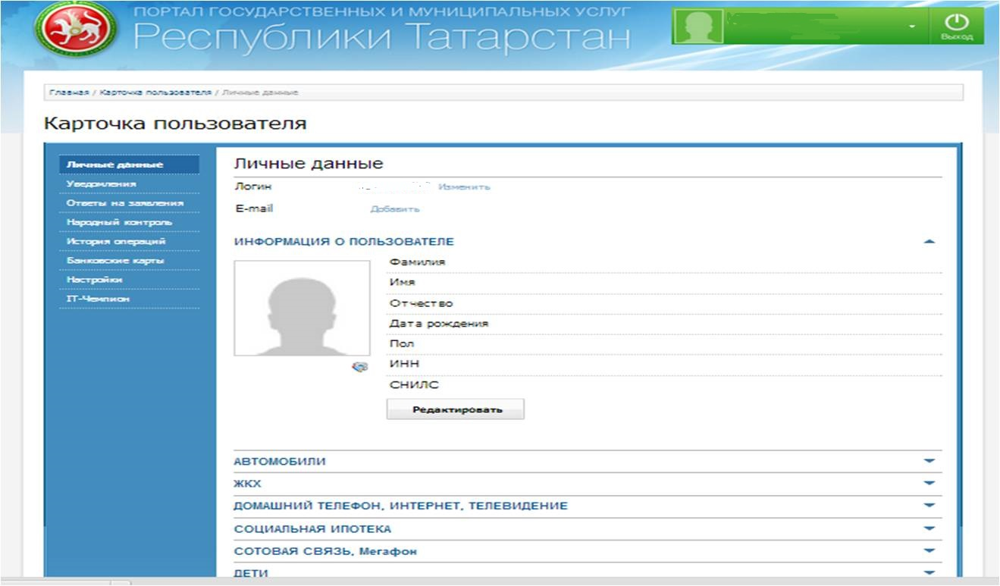 ПОРТАЛ ГОСУДАРСТВЕННЫХ И МУНИЦИПАЛЬНЫХ УСЛУГ
Республики Татарстан
Выход
Главная / Карточка пользователя / Личные данные
Карточка пользователя
Личные данные
Уведомления
Ответы на заявления
Народный контроль
История операций
Банковские карты
Настройки
IT-Чемпион
Личные данные
Логин Изменить
E-mail Добавить
ИНФОРМАЦИЯ О ПОЛЬЗОВАТЕЛЕ
Фамилия
Имя
Отчество
Дата рождения
Пол
ИНН
СНИЛС
Редактировать
АВТОМОБИЛИ
ЖКХ
ДОМАШНИЙ ТЕЛЕФОН, ИНТЕРНЕТ, ТЕЛЕВИДЕНИЕ
СОЦИАЛЬНАЯ ИПОТЕКА
СОТОВАЯ СВЯЗЬ, Мегафон
ДЕТИ